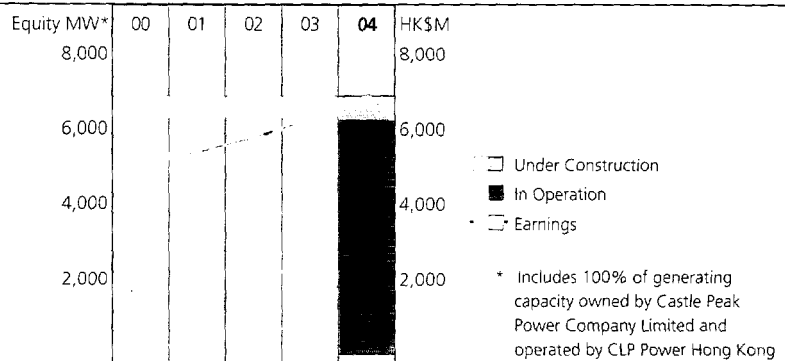 Equity MW* 00 01 02 03 04 HK$M
8,000 8,000
6,000 6,000
Under Construction
In Operation
4,000 4,000
Earnings
2,000 2,000
* Includes 100% of generating
capacity owned by Castle Peak
Power Company Limited and
operated by CLP Power Hong Kong